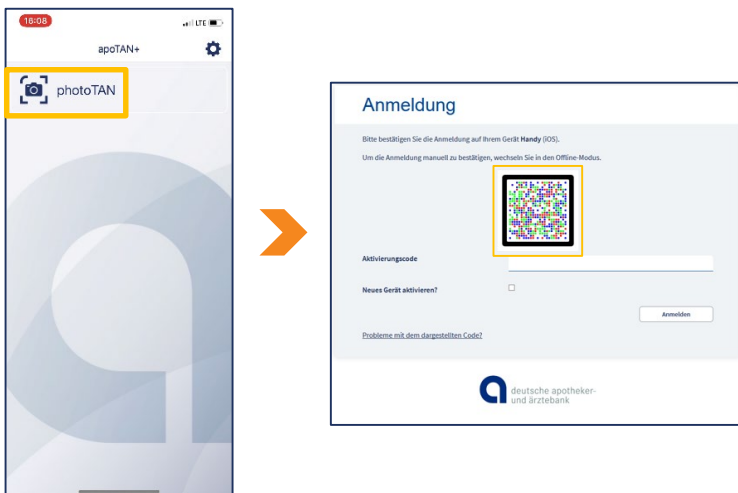 16:08
LTE
apoTAN+
photoTAN
Anmeldung
Bitte bestätigen Sie die Anmeldung auf Ihrem Gerät Handy (iOS).
Um die Anmeldung manuell zu bestätigen, wechseln Sie in den Offline-Modus.
Aktivierungscode
Neues Gerät aktivieren?
Anmelden
Probleme mit dem dargestellten Code?
deutsche apotheker-
und ärztebank